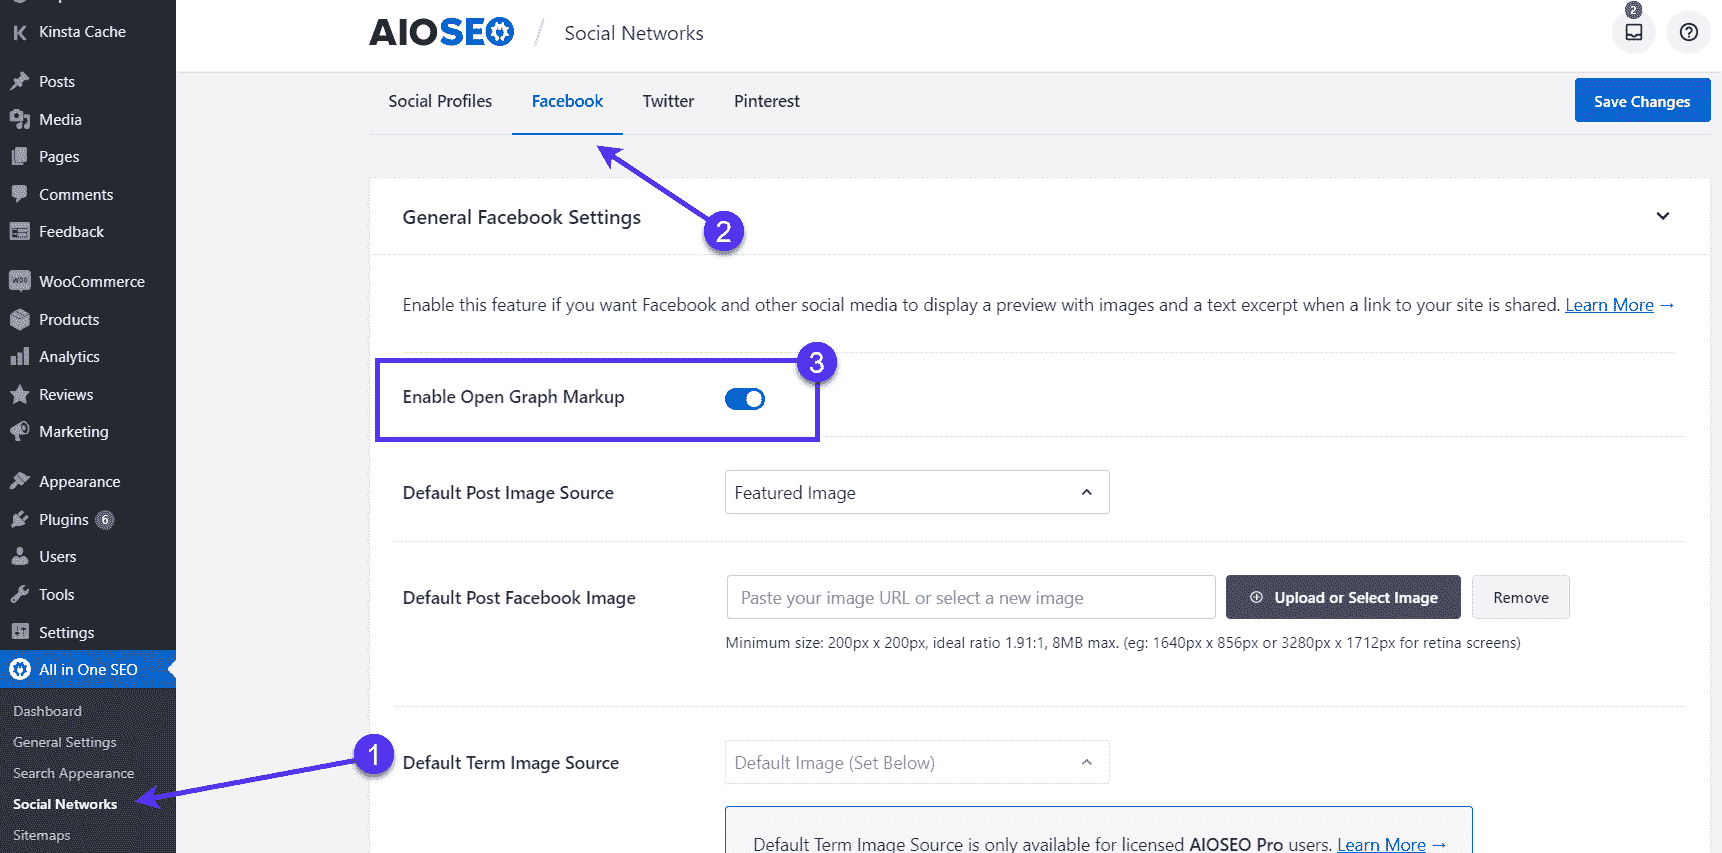 Kinsta Cache
Posts
Media
Pages
Comments
Feedback
WooCommerce
Products
Analytics
Reviews
Marketing
Appearance
Plugins 6
Users
Tools
Settings
All in One SEO
Dashboard
General Settings
Search Appearance
Social Networks
Sitemaps
AIOSEO / Social Networks
2
Social Profiles Facebook Twitter Pinterest
Save Changes
2
General Facebook Settings
Enable this feature if you want Facebook and other social media to display a preview with images and a text excerpt when a link to your site is shared. Learn More →
3
Enable Open Graph Markup
Default Post Image Source Featured Image
Default Post Facebook Image Paste your image URL or select a new image Upload or Select Image Remove
Minimum size: 200px x 200px, ideal ratio 1.91:1, 8MB max. (eg: 1640px x 856px or 3280px x 1712px for retina screens)
1
Default Term Image Source Default Image (Set Below)
Default Term Image Source is only available for licensed AIOSEO Pro users. Learn More →